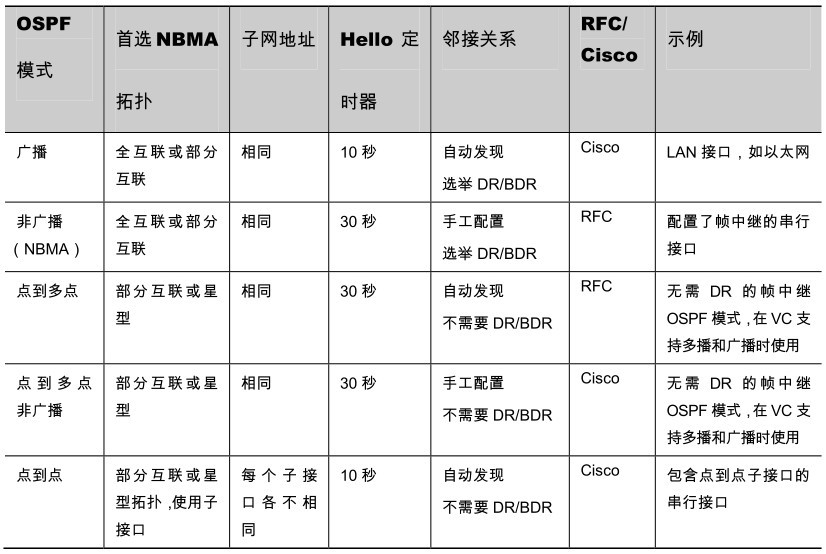 OSPF 模式
首选 NBMA 拓扑
子网地址
Hello 定时器
邻接关系
RFC/ Cisco
示例
广播
全互联或部分
互联
相同
10 秒
自动发现
选举 DR/BDR
Cisco
LAN 接口，如以太网
非广播
（NBMA）
全互联或部分
互联
相同
30 秒
手工配置
选举 DR/BDR
RFC
配置了帧中继的串行
接口
点到多点
部分互联或星
型
相同
30 秒
自动发现
不需要 DR/BDR
RFC
无需 DR 的帧中继
OSPF 模式，在 VC 支
持多播和广播时使用
点到多点
非广播
部分互联或星
型
相同
30 秒
手工配置
不需要 DR/BDR
Cisco
无需 DR 的帧中继
OSPF 模式，在 VC 支
持多播和广播时使用
点到点
部分互联或星
型拓扑，使用子
接口
每个子接
口各不相
同
10 秒
自动发现
不需要 DR/BDR
Cisco
包含点到点子接口的
串行接口